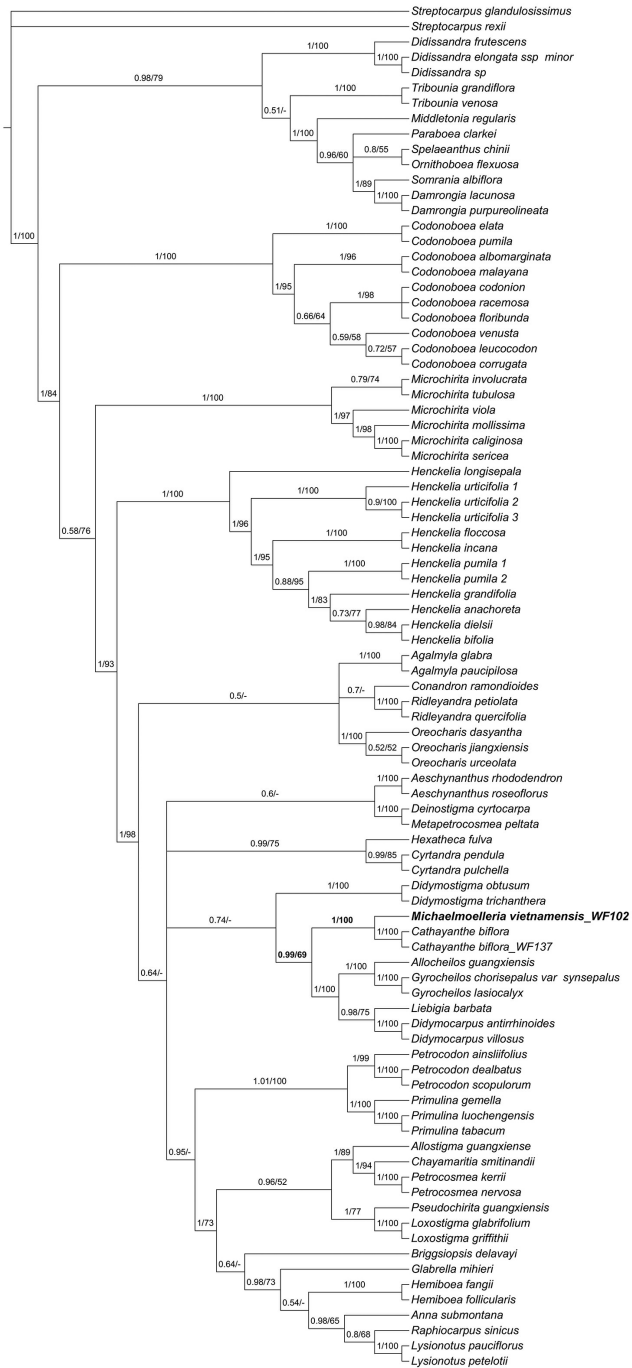 Streptocarpus glandulosissimus
Streptocarpus rexii
Didissandra frutescens
1/100
Didissandra elongata ssp minor
1/100
0.98/79
Didissandra sp
Tribounia grandiflora
1/100
0.51/-
Tribounia venosa
Middletonia regularis
1/100
Paraboea clarkei
Spelaeanthus chinii
0.8/55
0.96/60
Ornithoboea flexuosa
Somrania albiflora
1/89
Damrongia lacunosa
1/100
Damrongia purpureolineata
1/100
Codonoboea elata
1/100
Codonoboea pumila
1/100
Codonoboea albomarginata
1/96
1/95
Codonoboea malayana
Codonoboea codonion
Codonoboea racemosa
1/98
0.66/64
Codonoboea floribunda
Codonoboea venusta
0.59/58
Codonoboea leucocodon
0.72/57
Codonoboea corrugata
1/84
Microchirita involucrata
0.79/74
Microchirita tubulosa
1/100
Microchirita viola
1/97
Microchirita mollissima
1/98
Microchirita caliginosa
1/100
Microchirita sericea
0.58/76
Henckelia longisepala
1/100
Henckelia urticifolia 1
1/100
Henckelia urticifolia 2
0.9/100
Henckelia urticifolia 3
1/96
Henckelia floccosa
1/100
Henckelia incana
1/95
Henckelia pumila 1
1/100
Henckelia pumila 2
0.88/95
Henckelia grandifolia
1/83
Henckelia anachoreta
0.73/77
Henckelia dielsii
0.98/84
Henckelia bifolia
1/93
Agalmyla glabra
1/100
Agalmyla paucipilosa
0.5/-
Conandron ramondioides
0.7/-
Ridleyandra petiolata
1/100
Ridleyandra quercifolia
Oreocharis dasyantha
1/100
Oreocharis jiangxiensis
0.52/52
Oreocharis urceolata
1/98
Aeschynanthus rhododendron
1/100
Aeschynanthus roseoflorus
0.6/-
Deinostigma cyrtocarpa
1/100
Metapetrocosmea peltata
Hexatheca fulva
0.99/75
Cyrtandra pendula
0.99/85
Cyrtandra pulchella
Didymostigma obtusum
1/100
Didymostigma trichanthera
0.74/-
Michaelmoelleria vietnamensis_WF102
1/100
Cathayanthe biflora
1/100
Cathayanthe biflora_WF137
0.99/69
Allocheilos guangxiensis
1/100
Gyrocheilos chorisepalus var synsepalus
1/100
Gyrocheilos lasiocalyx
1/100
Liebigia barbata
0.98/75
Didymocarpus antirrhinoides
1/100
Didymocarpus villosus
0.64/-
Petrocodon ainsliifolius
1/99
Petrocodon dealbatus
1/100
Petrocodon scopulorum
1.01/100
Primulina gemella
1/100
Primulina luochengensis
1/100
Primulina tabacum
0.95/-
Allostigma guangxiense
1/89
Chayamaritia smitinandii
1/94
Petrocosmea kerrii
1/100
Petrocosmea nervosa
0.96/52
Pseudochirita guangxiensis
1/77
Loxostigma glabrifolium
1/100
Loxostigma griffithii
1/73
Briggsiopsis delavayi
0.64/-
Glabrella mihieri
0.98/73
Hemiboea fangii
1/100
Hemiboea follicularis
0.54/-
Anna submontana
0.98/65
Raphiocarpus sinicus
0.8/68
Lysionotus pauciflorus
1/100
Lysionotus petelotii